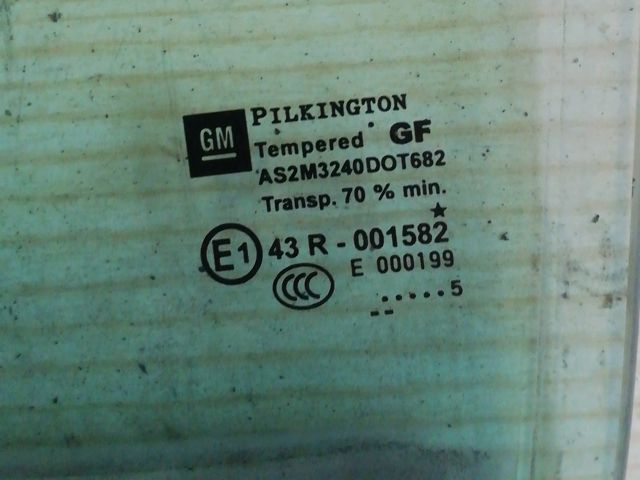 GM
PILKINGTON
Tempered GF
AS2M3240DOT682
Transp. 70 % min.
E1 43 R - 001582
CCC E 000199
.....5
--